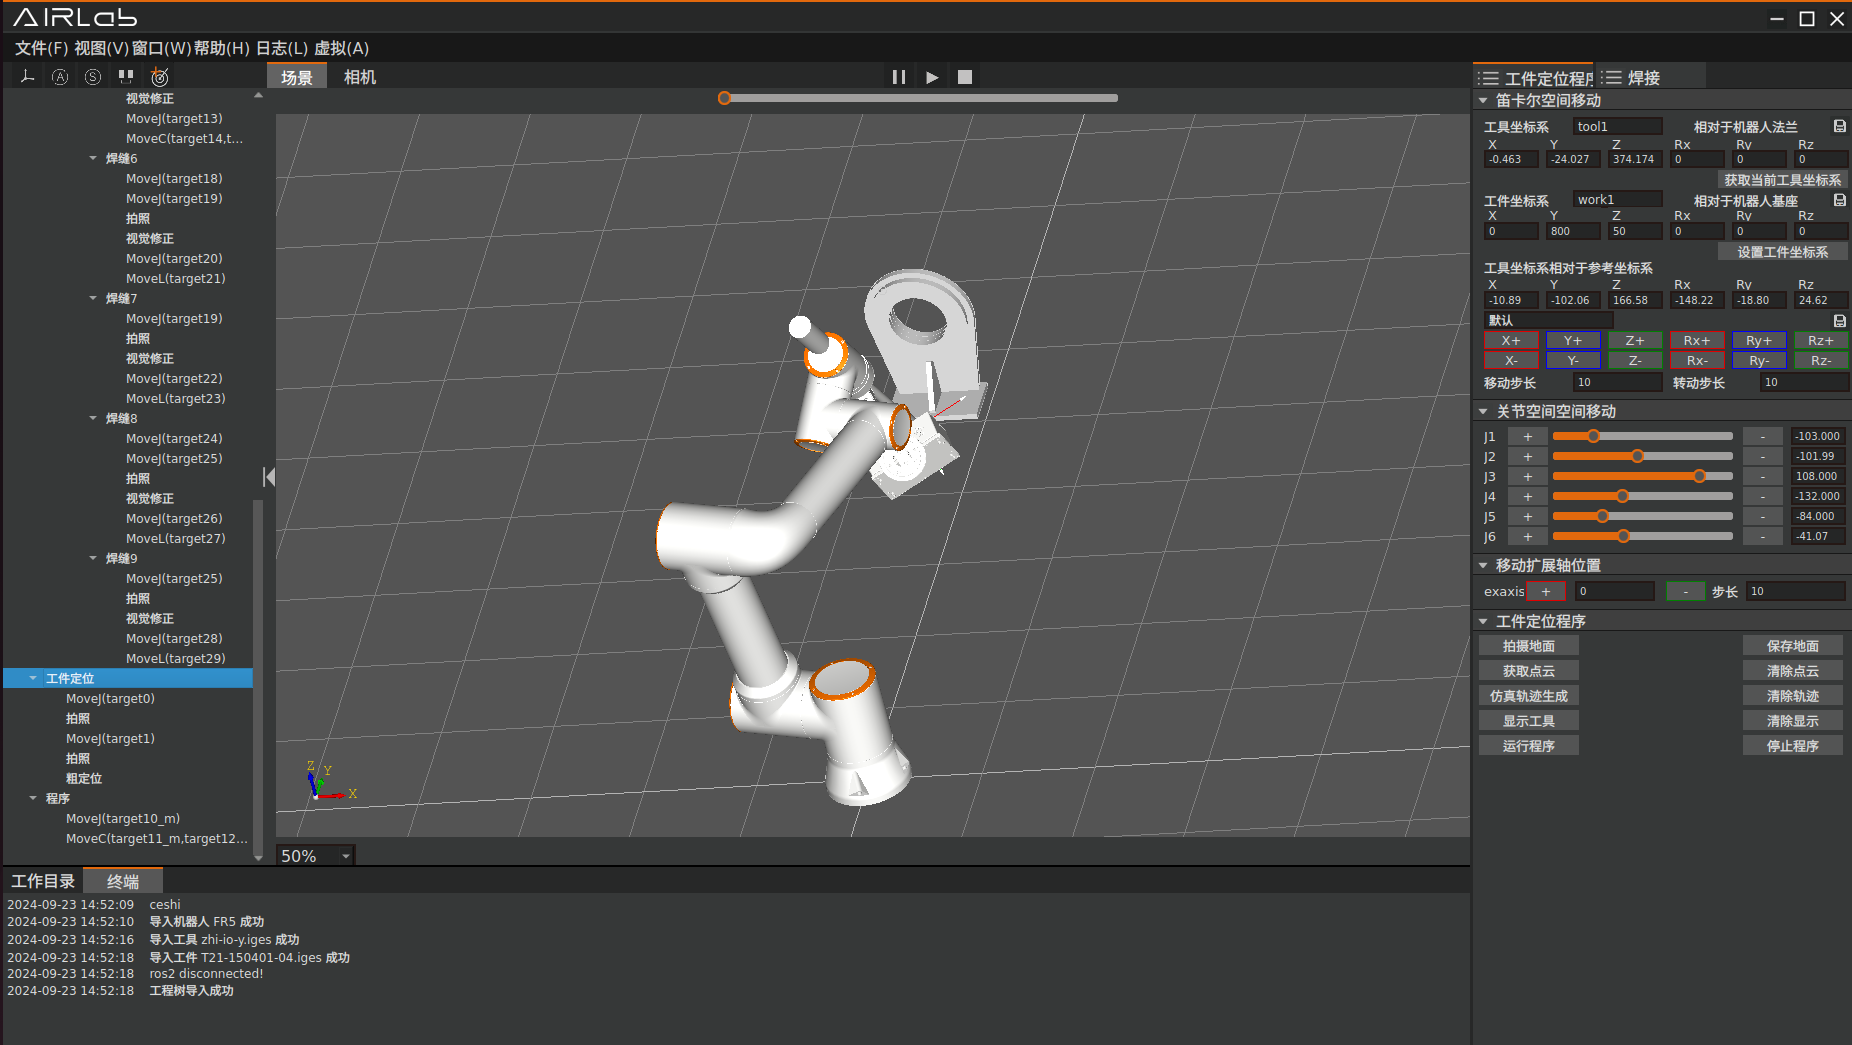 AIRLab
文件(F) 视图(V) 窗口(W) 帮助(H) 日志(L) 虚拟(A)
A S
场景 相机
视觉修正
MoveJ(target13)
MoveC(target14,t...
焊缝6
MoveJ(target18)
MoveJ(target19)
拍照
视觉修正
MoveJ(target20)
MoveL(target21)
焊缝7
MoveJ(target19)
拍照
视觉修正
MoveJ(target22)
MoveL(target23)
焊缝8
MoveJ(target24)
MoveJ(target25)
拍照
视觉修正
MoveJ(target26)
MoveL(target27)
焊缝9
MoveJ(target25)
拍照
视觉修正
MoveJ(target28)
MoveL(target29)
工件定位
MoveJ(target0)
拍照
MoveJ(target1)
拍照
粗定位
程序
MoveJ(target10_m)
MoveC(target11_m,target12...
Z Y X
50%
工件定位程序 焊接
笛卡尔空间移动
工具坐标系 tool1 相对于机器人法兰
X Y Z Rx Ry Rz
-0.463 -24.027 374.174 0 0 0
获取当前工具坐标系
工件坐标系 work1 相对于机器人基座
X Y Z Rx Ry Rz
0 800 50 0 0 0
设置工件坐标系
工具坐标系相对于参考坐标系
X Y Z Rx Ry Rz
-10.89 -102.06 166.58 -148.22 -18.80 24.62
默认
X+ Y+ Z+ Rx+ Ry+ Rz+
X- Y- Z- Rx- Ry- Rz-
移动步长 10 转动步长 10
关节空间空间移动
J1 + - -103.000
J2 + - -101.99
J3 + - 108.000
J4 + - -132.000
J5 + - -84.000
J6 + - -41.07
移动扩展轴位置
exaxis + 0 - 步长 10
工件定位程序
拍摄地面 保存地面
获取点云 清除点云
仿真轨迹生成 清除轨迹
显示工具 清除显示
运行程序 停止程序
工作目录 终端
2024-09-23 14:52:09 ceshi
2024-09-23 14:52:10 导入机器人 FR5 成功
2024-09-23 14:52:16 导入工具 zhi-io-y.iges 成功
2024-09-23 14:52:18 导入工件 T21-150401-04.iges 成功
2024-09-23 14:52:18 ros2 disconnected!
2024-09-23 14:52:18 工程树导入成功